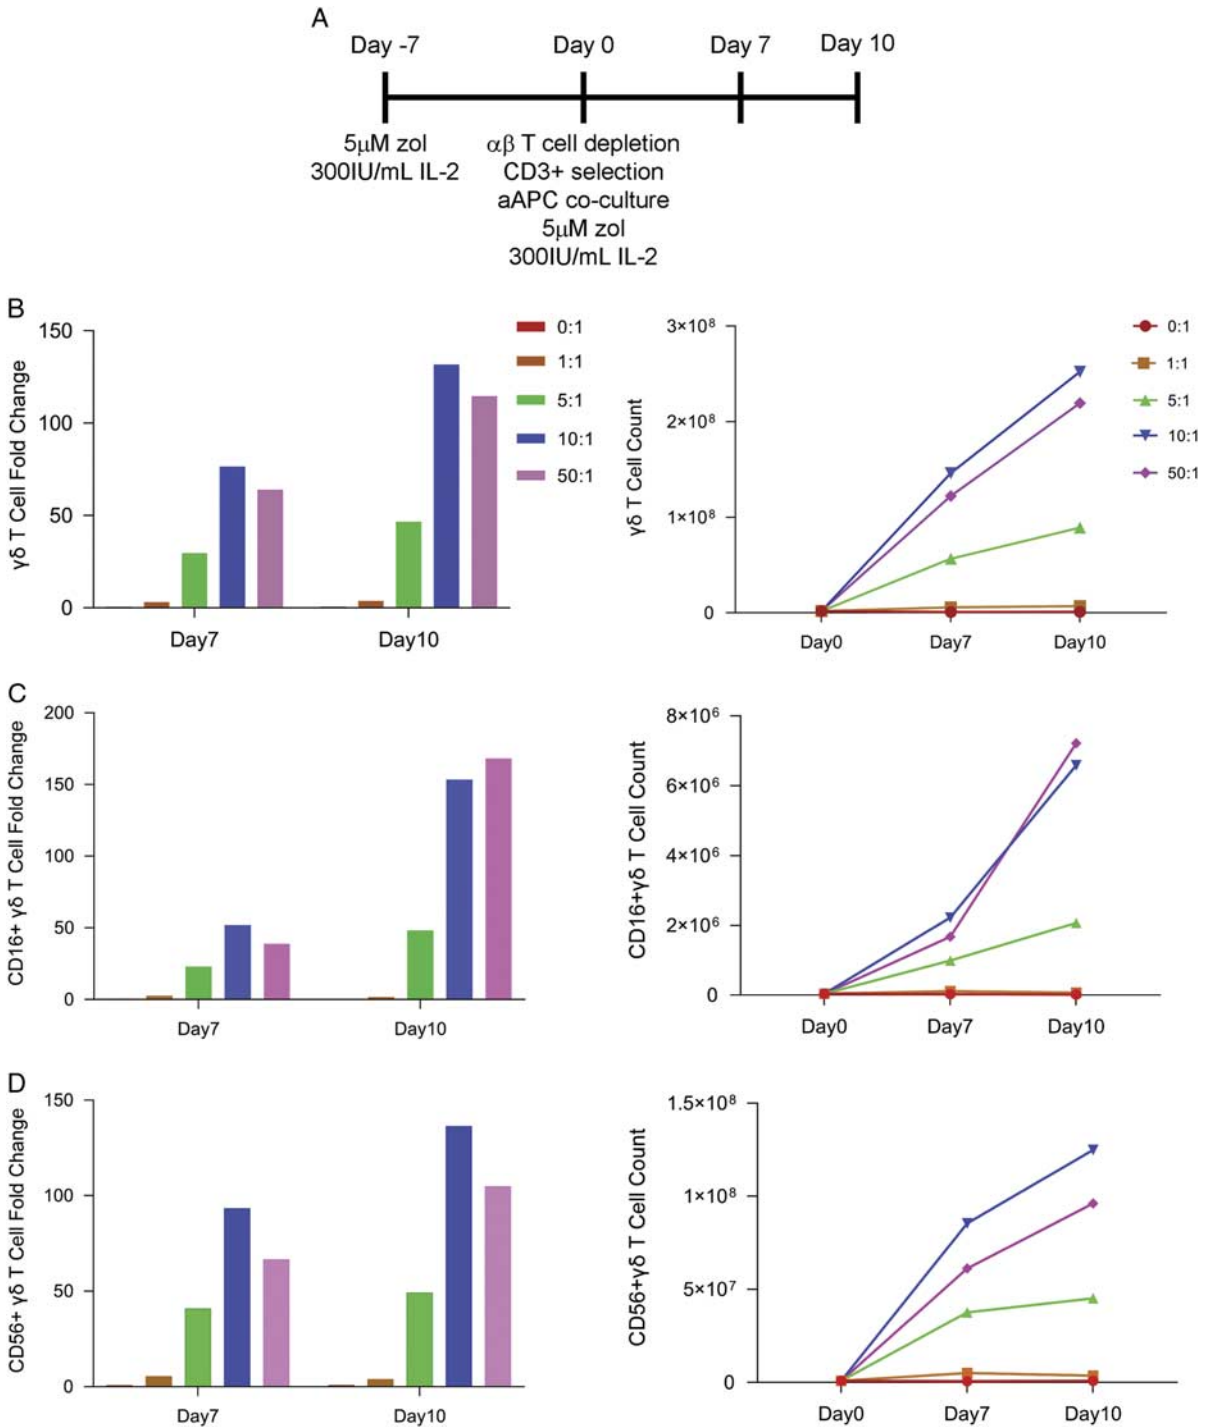 A
Day -7
Day 0
Day 7
Day 10
5µM zol
300IU/mL IL-2
αβ T cell depletion
CD3+ selection
aAPC co-culture
5µM zol
300IU/mL IL-2
B
γδ T Cell Fold Change
150
100
50
0
Day7
Day10
0:1
1:1
5:1
10:1
50:1
γδ T Cell Count
3×10⁸
2×10⁸
1×10⁸
0
Day0
Day7
Day10
0:1
1:1
5:1
10:1
50:1
C
CD16+ γδ T Cell Fold Change
200
150
100
50
0
Day7
Day10
CD16+γδ T Cell Count
8×10⁶
6×10⁶
4×10⁶
2×10⁶
0
Day0
Day7
Day10
D
CD56+ γδ T Cell Fold Change
150
100
50
0
Day7
Day10
CD56+γδ T Cell Count
1.5×10⁸
1×10⁸
5×10⁷
0
Day0
Day7
Day10